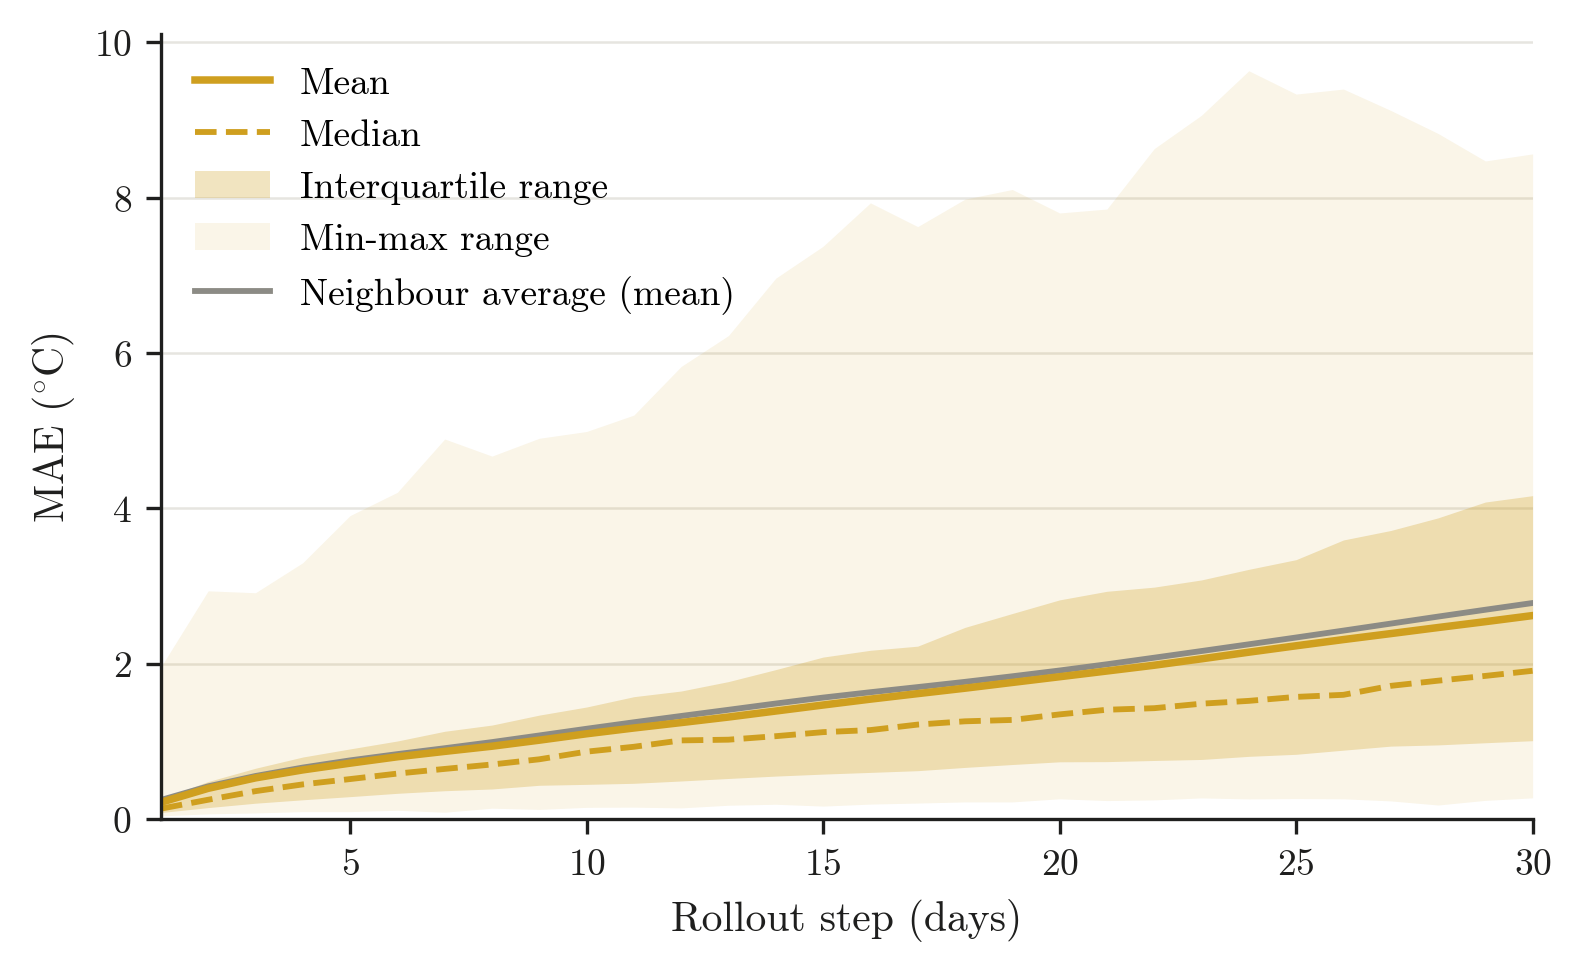 10
8
6
4
2
0
MAE (°C)
Mean
Median
Interquartile range
Min-max range
Neighbour average (mean)
5 10 15 20 25 30
Rollout step (days)